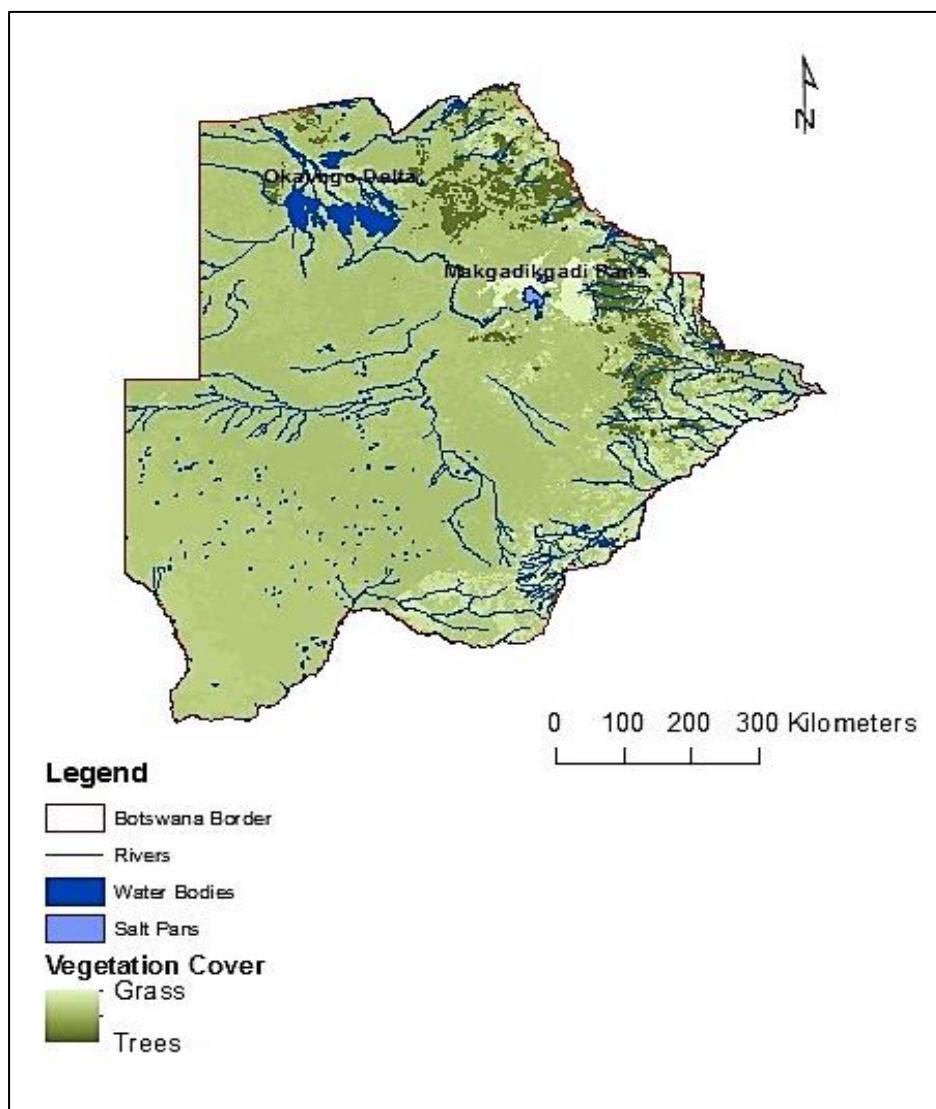 N
Okavngo Delta
Makgadikgadi Pans
0 100 200 300 Kilometers
Legend
Botswana Border
Rivers
Water Bodies
Salt Pans
Vegetation Cover
Grass
Trees